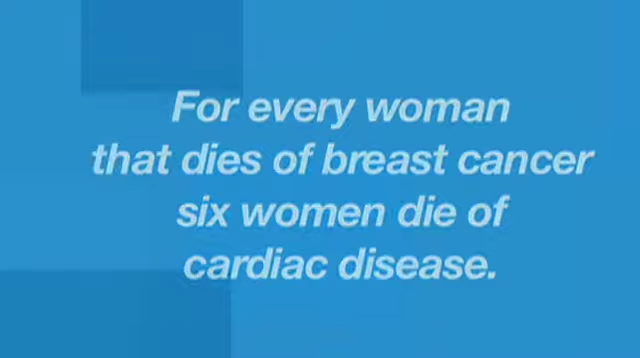 For every woman
that dies of breast cancer
six women die of
cardiac disease.